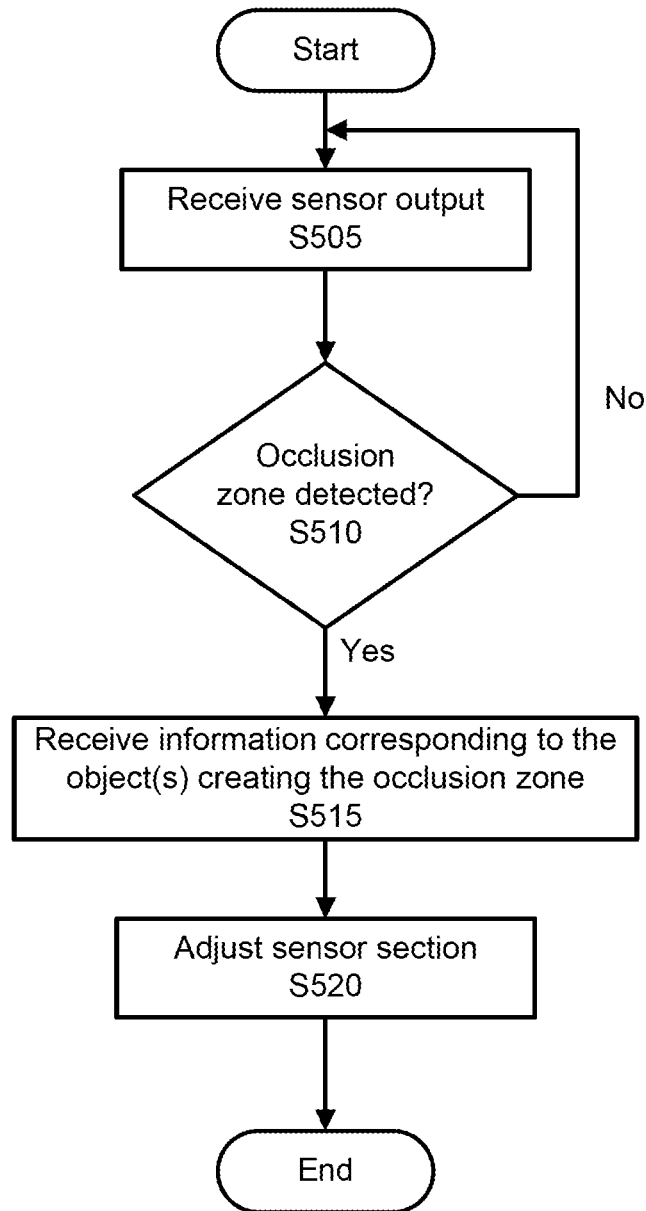 Start
Receive sensor output
S505
Occlusion
zone detected?
S510
No
Yes
Receive information corresponding to the
object(s) creating the occlusion zone
S515
Adjust sensor section
S520
End